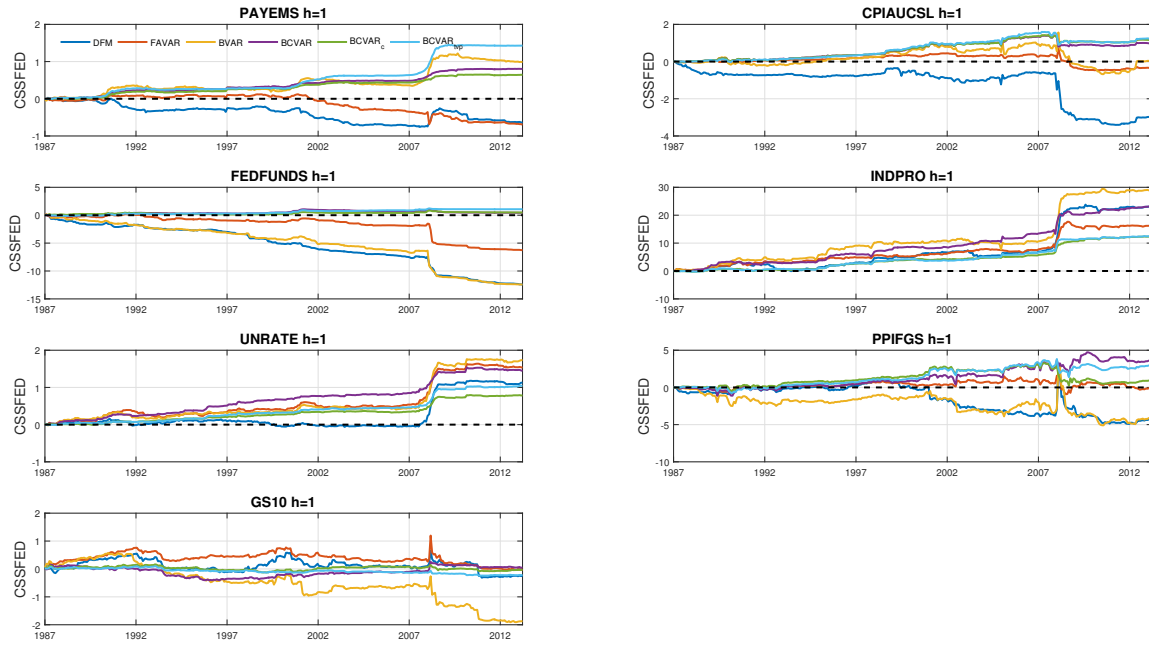 PAYEMS h=1
CSSFED
2
1
0
-1
DFM FAVAR BVAR BCVAR BCVAR_c BCVAR_tvp
1987 1992 1997 2002 2007 2012
CPIAUCSL h=1
CSSFED
2
0
-2
-4
1987 1992 1997 2002 2007 2012
FEDFUNDS h=1
CSSFED
5
0
-5
-10
-15
1987 1992 1997 2002 2007 2012
INDPRO h=1
CSSFED
30
20
10
0
-10
1987 1992 1997 2002 2007 2012
UNRATE h=1
CSSFED
2
1
0
-1
1987 1992 1997 2002 2007 2012
PPIFGS h=1
CSSFED
5
0
-5
-10
1987 1992 1997 2002 2007 2012
GS10 h=1
CSSFED
2
1
0
-1
-2
1987 1992 1997 2002 2007 2012